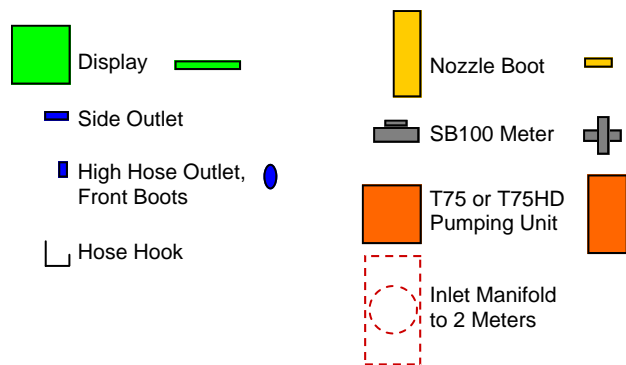 Display
Side Outlet
High Hose Outlet,
Front Boots
Hose Hook
Nozzle Boot
SB100 Meter
T75 or T75HD
Pumping Unit
Inlet Manifold
to 2 Meters